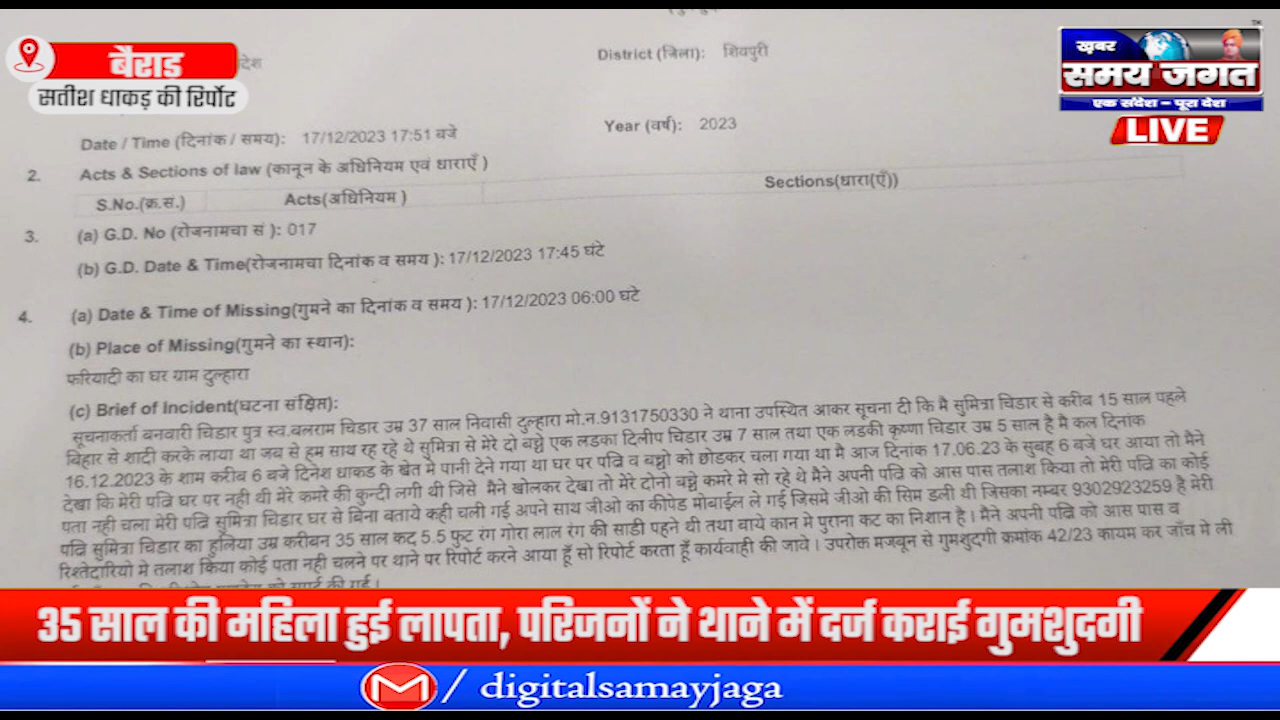 बैराड़
सतीश धाकड़ की रिर्पोट
ख़बर
समय जगत
एक संदेश - पूरा देश
LIVE
देश
District (जिला): शिवपुरी
Date / Time (दिनांक / समय): 17/12/2023 17:51 बजे
Year (वर्ष): 2023
2. Acts & Sections of law (कानून के अधिनियम एवं धाराएँ )
S.No.(क्र.सं.) Acts(अधिनियम ) Sections(धारा(एँ))
3. (a) G.D. No (रोजनामचा सं ): 017
(b) G.D. Date & Time(रोजनामचा दिनांक व समय ): 17/12/2023 17:45 घंटे
4. (a) Date & Time of Missing(गुमने का दिनांक व समय ): 17/12/2023 06:00 घटे
(b) Place of Missing(गुमने का स्थान):
फरियादी का घर ग्राम दुल्हारा
(c) Brief of Incident(घटना संक्षिप्त):
सूचनाकर्ता बनवारी चिडार पुत्र स्व.बलराम चिडार उम्र 37 साल निवासी दुल्हारा मो.न.9131750330 ने थाना उपस्थित आकर सूचना दी कि मै सुमित्रा चिडार से करीब 15 साल पहले
बिहार से शादी करके लाया था जब से हम साथ रह रहे थे सुमित्रा से मेरे दो बच्चे एक लडका दिलीप चिडार उम्र 7 साल तथा एक लडकी कृष्णा चिडार उम्र 5 साल है मै कल दिनांक
16.12.2023 के शाम करीब 6 बजे दिनेश धाकड के खेत मे पानी देने गया था घर पर पत्नि व बच्चो को छोडकर चला गया था मै आज दिनांक 17.06.23 के सुबह 6 बजे घर आया तो मैने
देखा कि मेरी पत्नि घर पर नही थी मेरे कमरे की कुन्दी लगी थी जिसे मैने खोलकर देखा तो मेरे दोनो बच्चे कमरे मे सो रहे थे मैने अपनी पत्नि को आस पास तलाश किया तो मेरी पत्नि का कोई
पता नही चला मेरी पत्नि सुमित्रा चिडार घर से बिना बताये कही चली गई अपने साथ जीओ का कीपेड मोबाईल ले गई जिसमे जीओ की सिम डली थी जिसका नम्बर 9302923259 है मेरी
पत्नि सुमित्रा चिडार का हुलिया उम्र करीबन 35 साल कद 5.5 फुट रंग गोरा लाल रंग की साडी पहने थी तथा बाये कान मे पुराना कट का निशान है । मैने अपनी पत्नि को आस पास व
रिश्तेदारियो मे तलाश किया कोई पता नही चलने पर थाने पर रिपोर्ट करने आया हूँ सो रिपोर्ट करता हूँ कार्यवाही की जावे । उपरोक्त मजबून से गुमशुदगी क्रमांक 42/23 कायम कर जाँच मे ली
35 साल की महिला हुई लापता, परिजनों ने थाने में दर्ज कराई गुमशुदगी
/ digitalsamayjaga